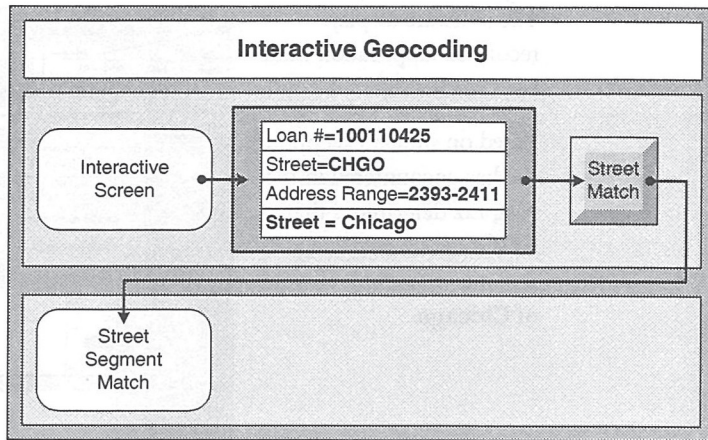 Interactive Geocoding
Interactive
Screen
Loan #=100110425
Street=CHGO
Address Range=2393-2411
Street = Chicago
Street
Match
Street
Segment
Match